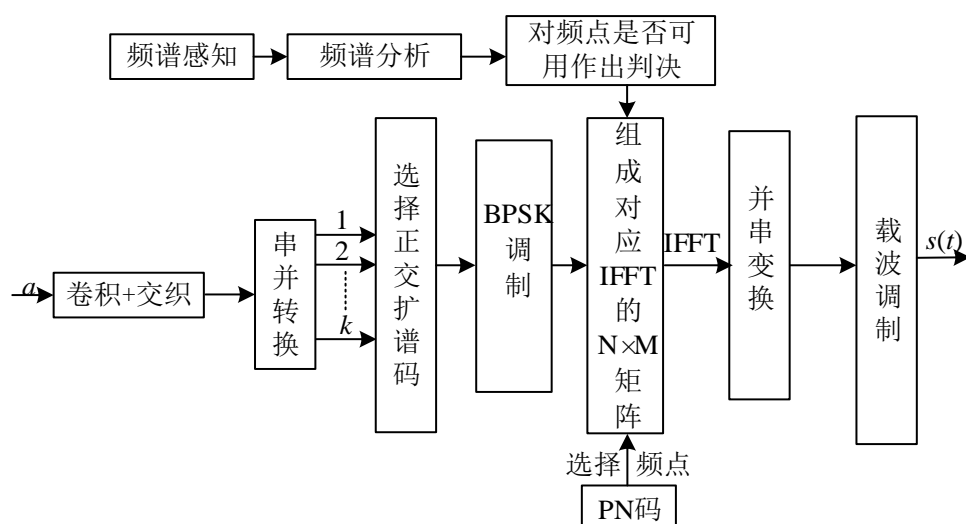 频谱感知
频谱分析
对频点是否可
用作出判决
a
卷积+交织
串并转换
1
2
k
选择正交扩谱码
BPSK
调制
组成对应
IFFT
的
N×M
矩阵
IFFT
并串变换
载波调制
s(t)
选择 频点
PN码